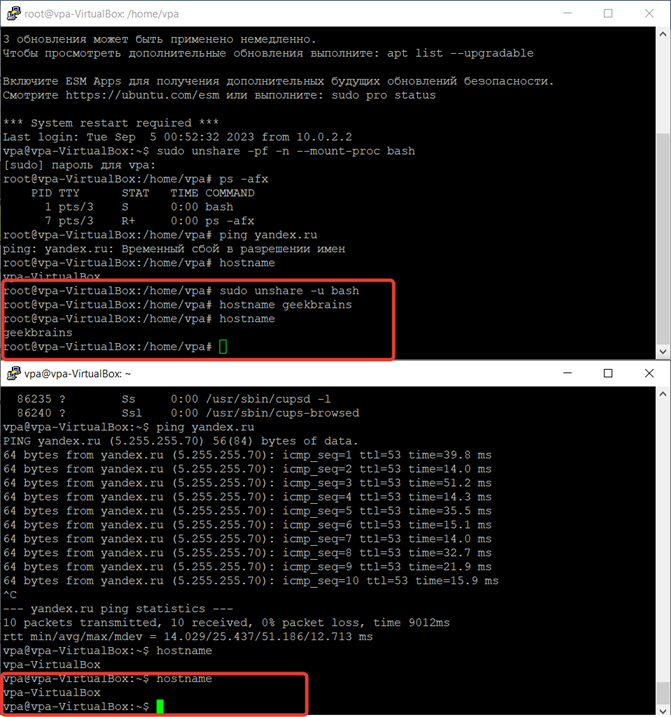 root@vpa-VirtualBox: /home/vpa
3 обновления может быть применено немедленно.
Чтобы просмотреть дополнительные обновления выполните: apt list --upgradable
Включите ESM Apps для получения дополнительных будущих обновлений безопасности.
Смотрите https://ubuntu.com/esm или выполните: sudo pro status
*** System restart required ***
Last login: Tue Sep  5 00:52:32 2023 from 10.0.2.2
vpa@vpa-VirtualBox:~$ sudo unshare -pf -n --mount-proc bash
[sudo] пароль для vpa:
root@vpa-VirtualBox:/home/vpa# ps -afx
    PID TTY      STAT   TIME COMMAND
      1 pts/3    S      0:00 bash
      7 pts/3    R+     0:00 ps -afx
root@vpa-VirtualBox:/home/vpa# ping yandex.ru
ping: yandex.ru: Временный сбой в разрешении имен
root@vpa-VirtualBox:/home/vpa# hostname
vpa-VirtualBox
root@vpa-VirtualBox:/home/vpa# sudo unshare -u bash
root@vpa-VirtualBox:/home/vpa# hostname geekbrains
root@vpa-VirtualBox:/home/vpa# hostname
geekbrains
root@vpa-VirtualBox:/home/vpa#
vpa@vpa-VirtualBox: ~
  86235 ?        Ss     0:00 /usr/sbin/cupsd -l
  86240 ?        Ssl    0:00 /usr/sbin/cups-browsed
vpa@vpa-VirtualBox:~$ ping yandex.ru
PING yandex.ru (5.255.255.70) 56(84) bytes of data.
64 bytes from yandex.ru (5.255.255.70): icmp_seq=1 ttl=53 time=39.8 ms
64 bytes from yandex.ru (5.255.255.70): icmp_seq=2 ttl=53 time=14.0 ms
64 bytes from yandex.ru (5.255.255.70): icmp_seq=3 ttl=53 time=51.2 ms
64 bytes from yandex.ru (5.255.255.70): icmp_seq=4 ttl=53 time=14.3 ms
64 bytes from yandex.ru (5.255.255.70): icmp_seq=5 ttl=53 time=35.5 ms
64 bytes from yandex.ru (5.255.255.70): icmp_seq=6 ttl=53 time=15.1 ms
64 bytes from yandex.ru (5.255.255.70): icmp_seq=7 ttl=53 time=14.0 ms
64 bytes from yandex.ru (5.255.255.70): icmp_seq=8 ttl=53 time=32.7 ms
64 bytes from yandex.ru (5.255.255.70): icmp_seq=9 ttl=53 time=21.9 ms
64 bytes from yandex.ru (5.255.255.70): icmp_seq=10 ttl=53 time=15.9 ms
^C
--- yandex.ru ping statistics ---
10 packets transmitted, 10 received, 0% packet loss, time 9012ms
rtt min/avg/max/mdev = 14.029/25.437/51.186/12.713 ms
vpa@vpa-VirtualBox:~$ hostname
vpa-VirtualBox
vpa@vpa-VirtualBox:~$ hostname
vpa-VirtualBox
vpa@vpa-VirtualBox:~$